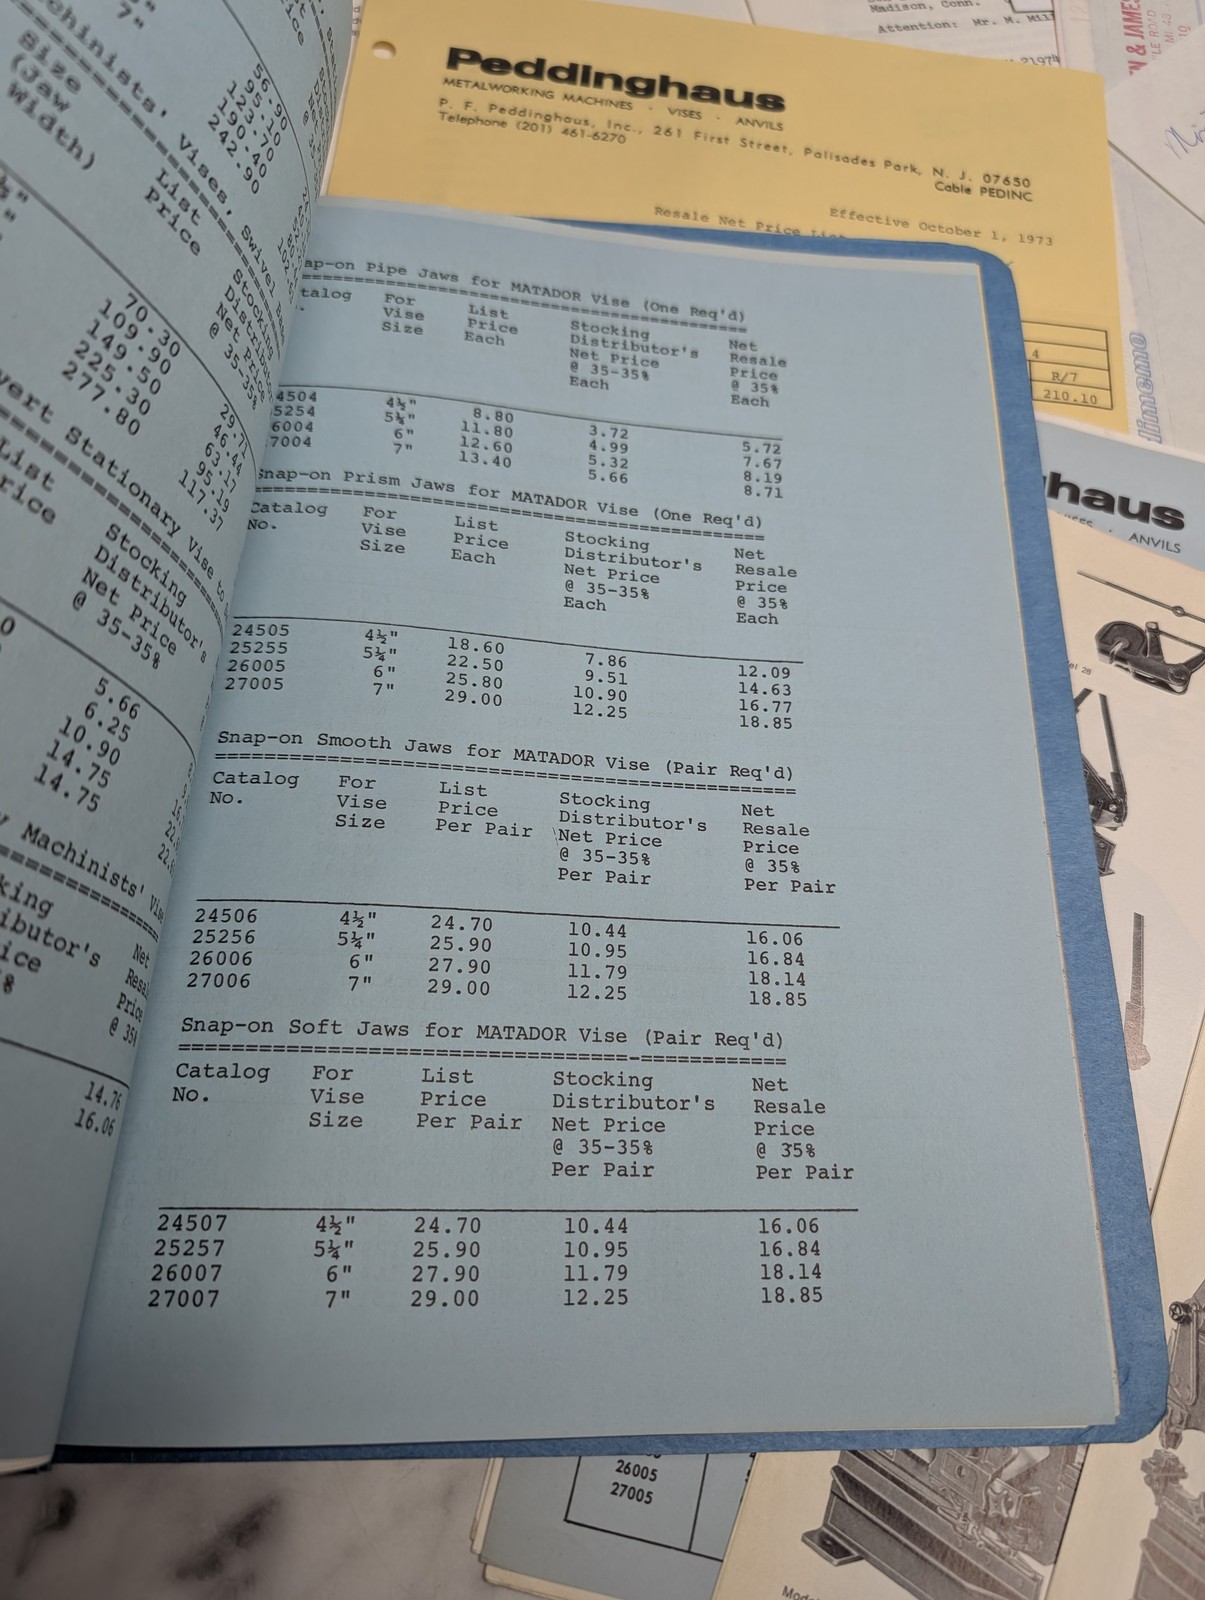 Madison, Conn.
Attention: Mr. M.
Peddinghaus
METALWORKING MACHINES · VISES · ANVILS
P. F. Peddinghaus, Inc., 261 First Street, Palisades Park, N. J. 07650
Telephone (201) 461-6270
Cable PEDINC
Effective October 1, 1973
Resale Net Price
4
R/7
210.10
ANVILS
7"
56.90
95.10
123.70
190.40
242.90
Machinists' Vises, Swivel
Size List Stocking
(Jaw Price Distributor's
Width) Net Price
@ 35-35%
70.30 29.71
109.90 46.44
149.50 63.17
225.30 95.19
277.80 117.37
Stationary Vise to
List Stocking
Price Distributor's
Net Price
@ 35-35%
5.66
6.25
10.90
14.75
14.75
Machinists'
Net
Price
@ 35%
14.76
16.06
Pipe Jaws for MATADOR Vise (One Req'd)
For List Stocking Net
Vise Price Distributor's Resale
Size Each Net Price Price
@ 35-35% @ 35%
Each Each
4504 4½" 8.80 3.72 5.72
5254 5¼" 11.80 4.99 7.67
6004 6" 12.60 5.32 8.19
7004 7" 13.40 5.66 8.71
Snap-on Prism Jaws for MATADOR Vise (One Req'd)
Catalog For List Stocking Net
No. Vise Price Distributor's Resale
Size Each Net Price Price
@ 35-35% @ 35%
Each Each
24505 4½" 18.60 7.86 12.09
25255 5¼" 22.50 9.51 14.63
26005 6" 25.80 10.90 16.77
27005 7" 29.00 12.25 18.85
Snap-on Smooth Jaws for MATADOR Vise (Pair Req'd)
Catalog For List Stocking Net
No. Vise Price Distributor's Resale
Size Per Pair Net Price Price
@ 35-35% @ 35%
Per Pair Per Pair
24506 4½" 24.70 10.44 16.06
25256 5¼" 25.90 10.95 16.84
26006 6" 27.90 11.79 18.14
27006 7" 29.00 12.25 18.85
Snap-on Soft Jaws for MATADOR Vise (Pair Req'd)
Catalog For List Stocking Net
No. Vise Price Distributor's Resale
Size Per Pair Net Price Price
@ 35-35% @ 35%
Per Pair Per Pair
24507 4½" 24.70 10.44 16.06
25257 5¼" 25.90 10.95 16.84
26007 6" 27.90 11.79 18.14
27007 7" 29.00 12.25 18.85
26005
27005